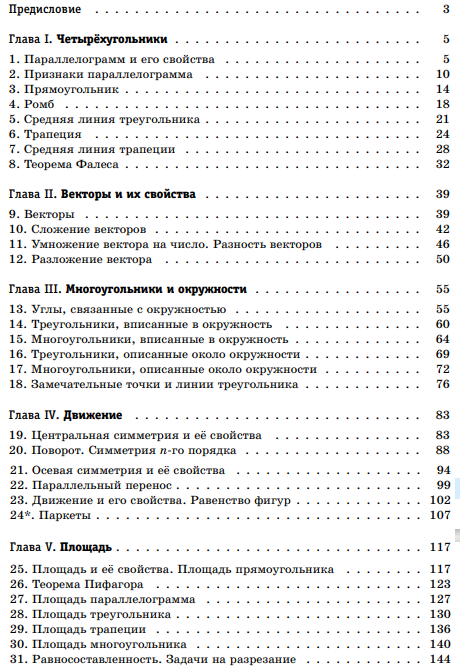 Предисловие 3
Глава I. Четырёхугольники . . . . . . . . . . . . . . . . . . . . . . 5
1. Параллелограмм и его свойства . . . . . . . . . . . . . . . . . . 5
2. Признаки параллелограмма . . . . . . . . . . . . . . . . . . . . 10
3. Прямоугольник . . . . . . . . . . . . . . . . . . . . . . . . . . 14
4. Ромб . . . . . . . . . . . . . . . . . . . . . . . . . . . . . . 18
5. Средняя линия треугольника . . . . . . . . . . . . . . . . . . . 21
6. Трапеция . . . . . . . . . . . . . . . . . . . . . . . . . . . . 24
7. Средняя линия трапеции . . . . . . . . . . . . . . . . . . . . . 28
8. Теорема Фалеса . . . . . . . . . . . . . . . . . . . . . . . . . 32
Глава II. Векторы и их свойства . . . . . . . . . . . . . . . . . . 39
9. Векторы . . . . . . . . . . . . . . . . . . . . . . . . . . . . . 39
10. Сложение векторов . . . . . . . . . . . . . . . . . . . . . . . 42
11. Умножение вектора на число. Разность векторов . . . . . . . 46
12. Разложение вектора . . . . . . . . . . . . . . . . . . . . . . . 50
Глава III. Многоугольники и окружности . . . . . . . . . . . . . . 55
13. Углы, связанные с окружностью . . . . . . . . . . . . . . . . . 55
14. Треугольники, вписанные в окружность . . . . . . . . . . . . 60
15. Многоугольники, вписанные в окружность . . . . . . . . . . . 64
16. Треугольники, описанные около окружности . . . . . . . . . . 69
17. Многоугольники, описанные около окружности . . . . . . . . 72
18. Замечательные точки и линии треугольника . . . . . . . . . . 76
Глава IV. Движение . . . . . . . . . . . . . . . . . . . . . . . . . 83
19. Центральная симметрия и её свойства . . . . . . . . . . . . . 83
20. Поворот. Симметрия n-го порядка . . . . . . . . . . . . . . . 88
21. Осевая симметрия и её свойства . . . . . . . . . . . . . . . . 94
22. Параллельный перенос . . . . . . . . . . . . . . . . . . . . . . 99
23. Движение и его свойства. Равенство фигур . . . . . . . . . . 102
24*. Паркеты . . . . . . . . . . . . . . . . . . . . . . . . . . . . 107
Глава V. Площадь . . . . . . . . . . . . . . . . . . . . . . . . . . 117
25. Площадь и её свойства. Площадь прямоугольника . . . . . . 117
26. Теорема Пифагора . . . . . . . . . . . . . . . . . . . . . . . . 123
27. Площадь параллелограмма . . . . . . . . . . . . . . . . . . . . 127
28. Площадь треугольника . . . . . . . . . . . . . . . . . . . . . . 130
29. Площадь трапеции . . . . . . . . . . . . . . . . . . . . . . . . 136
30. Площадь многоугольника . . . . . . . . . . . . . . . . . . . . . 140
31. Равносоставленность. Задачи на разрезание . . . . . . . . . . 144